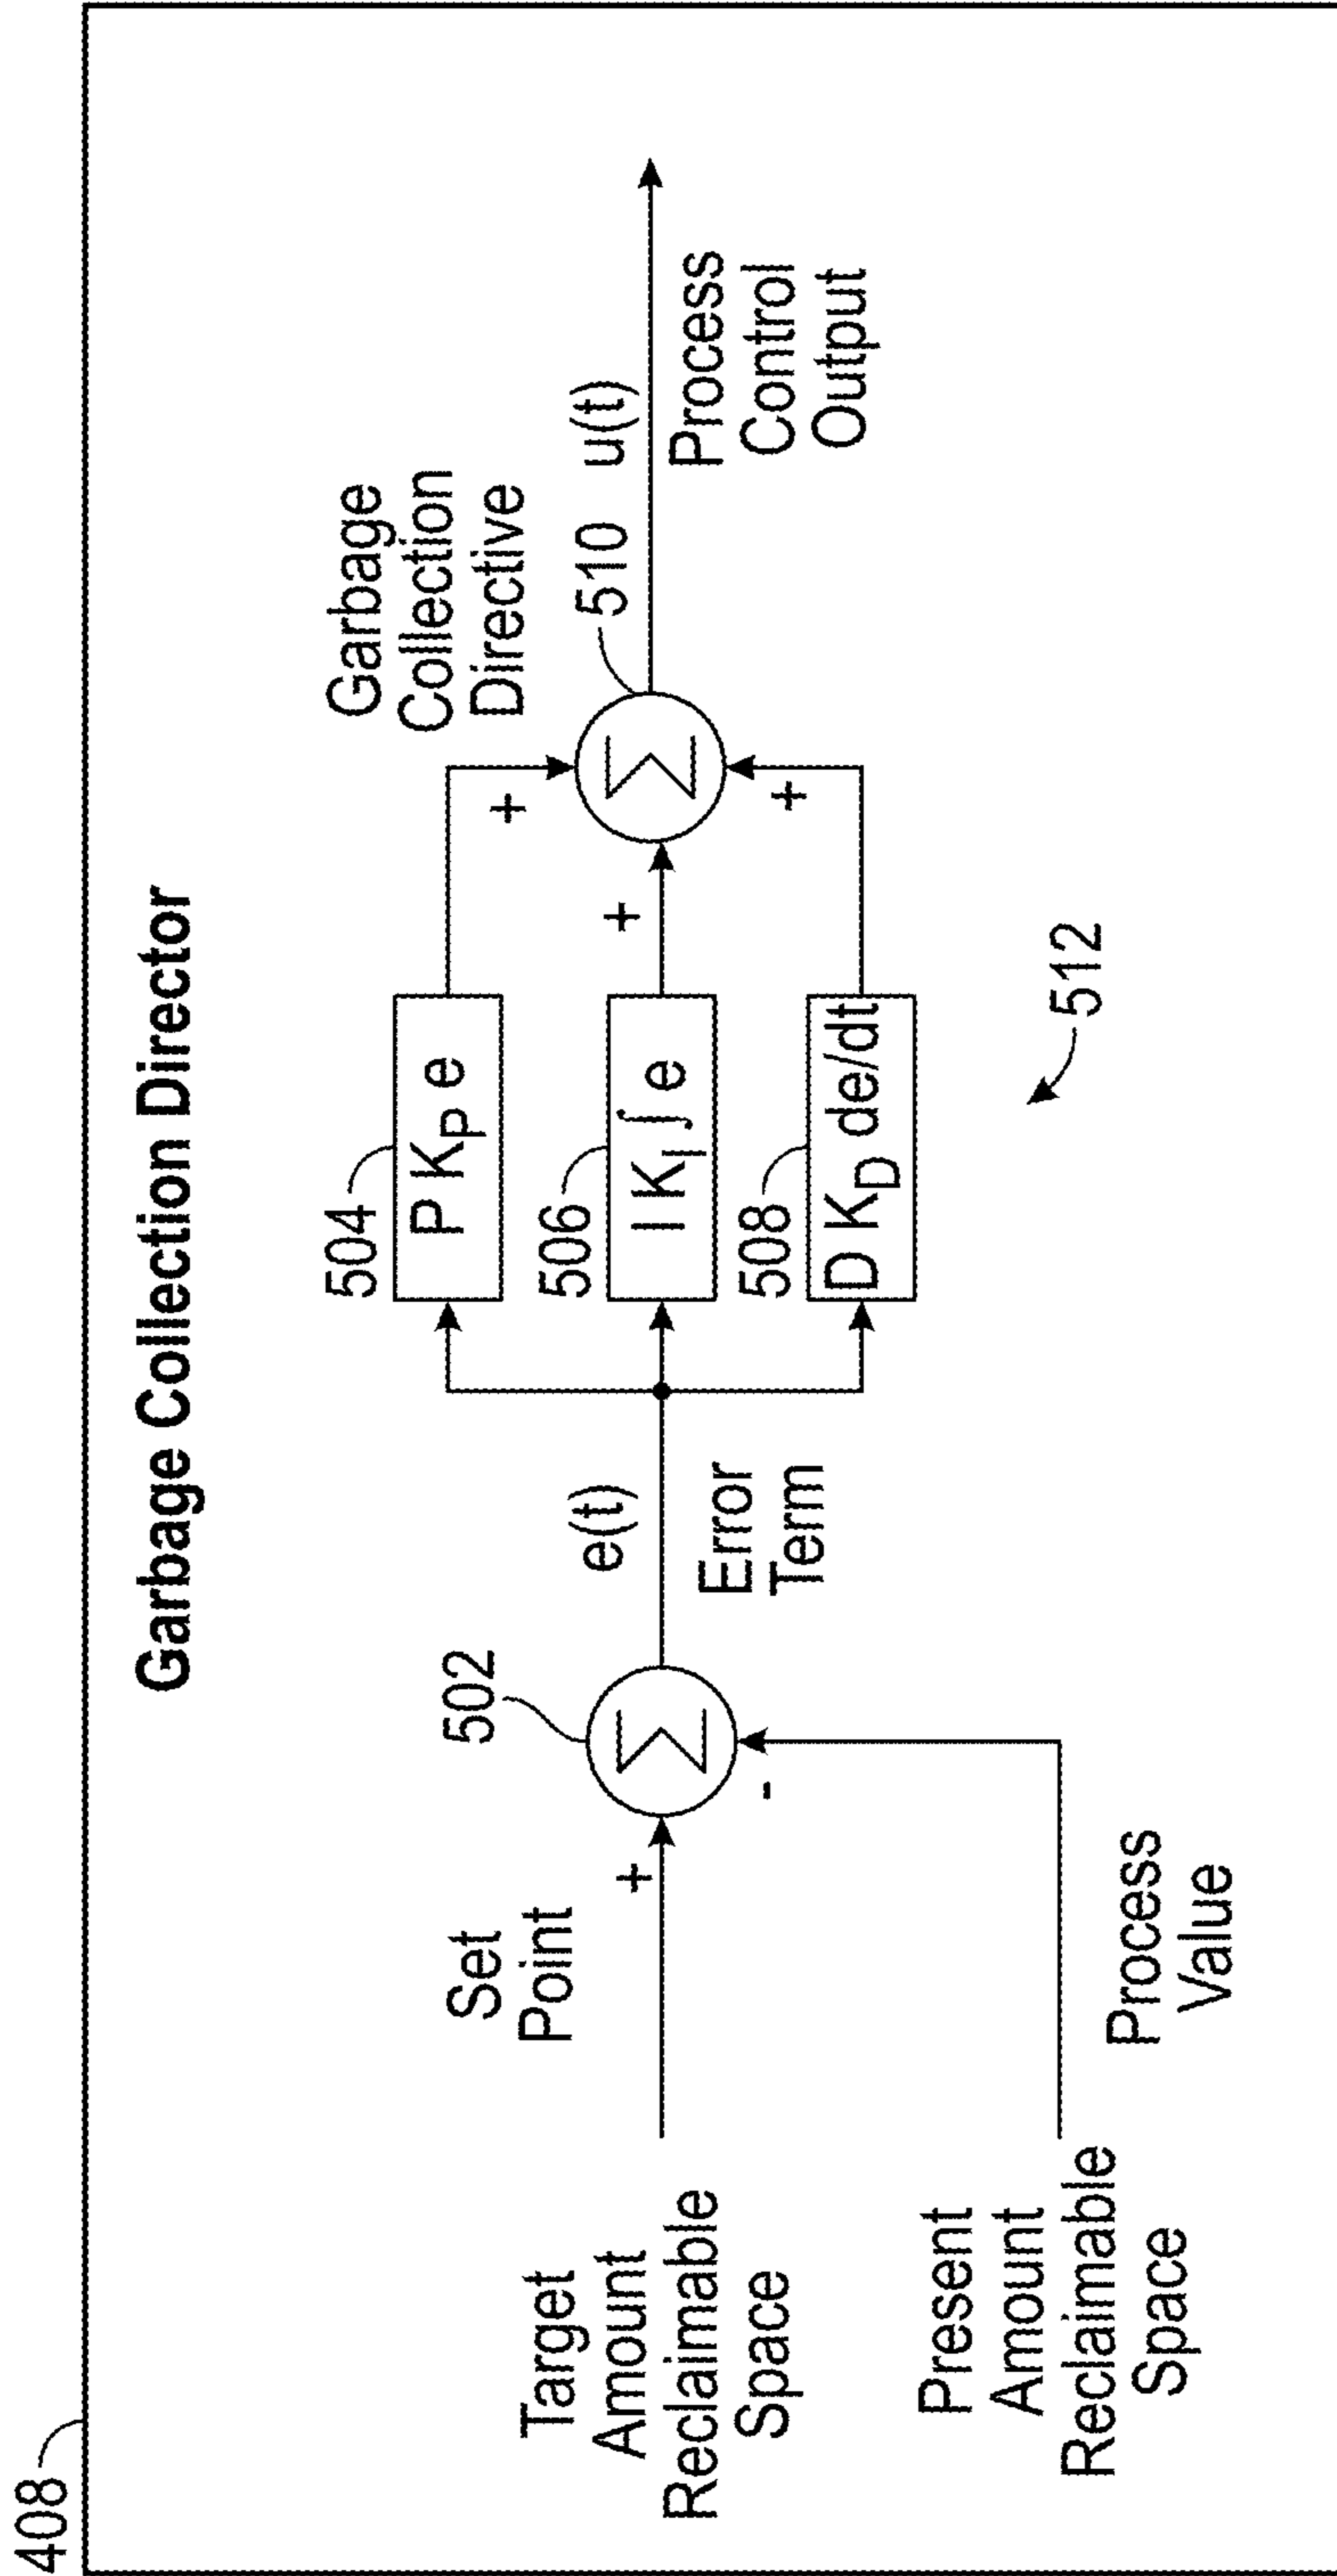 408
Garbage Collection Director
Target
Amount
Reclaimable
Space
Present
Amount
Reclaimable
Space
Set
Point
Process
Value
+
-
502
Σ
e(t)
Error
Term
504
P K_P e
506
I K_I ∫ e
508
D K_D de/dt
512
+
+
+
Σ
Garbage
Collection
Directive
510
u(t)
Process
Control
Output